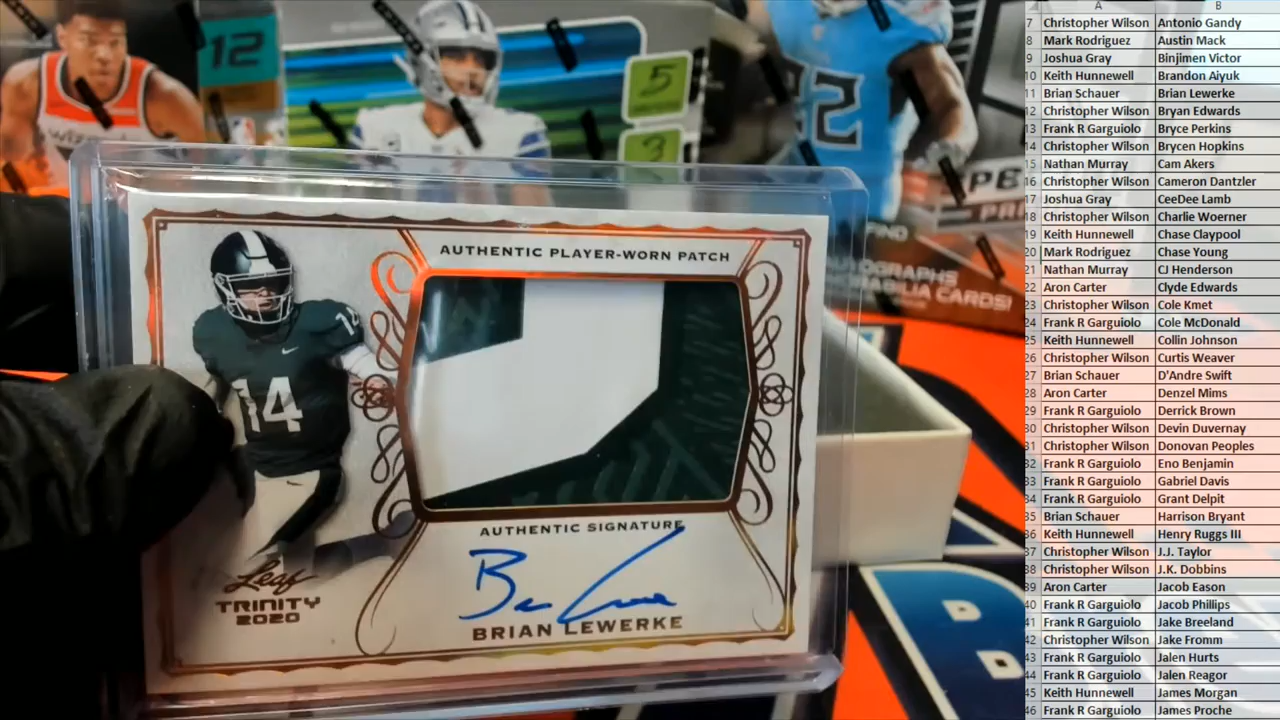 12
5
3
22
wizards
FIND
AUTOGRAPHS
MEMORABILIA CARDS!
AUTHENTIC PLAYER-WORN PATCH
14
14
AUTHENTIC SIGNATURE
BRIAN LEWERKE
Leaf
TRINITY
2020
A B
7 Christopher Wilson Antonio Gandy
8 Mark Rodriguez Austin Mack
9 Joshua Gray Binjimen Victor
10 Keith Hunnewell Brandon Aiyuk
11 Brian Schauer Brian Lewerke
12 Christopher Wilson Bryan Edwards
13 Frank R Garguiolo Bryce Perkins
14 Christopher Wilson Brycen Hopkins
15 Nathan Murray Cam Akers
16 Christopher Wilson Cameron Dantzler
17 Joshua Gray CeeDee Lamb
18 Christopher Wilson Charlie Woerner
19 Keith Hunnewell Chase Claypool
20 Mark Rodriguez Chase Young
21 Nathan Murray CJ Henderson
22 Aron Carter Clyde Edwards
23 Christopher Wilson Cole Kmet
24 Frank R Garguiolo Cole McDonald
25 Keith Hunnewell Collin Johnson
26 Christopher Wilson Curtis Weaver
27 Brian Schauer D'Andre Swift
28 Aron Carter Denzel Mims
29 Frank R Garguiolo Derrick Brown
30 Christopher Wilson Devin Duvernay
31 Christopher Wilson Donovan Peoples
32 Frank R Garguiolo Eno Benjamin
33 Frank R Garguiolo Gabriel Davis
34 Frank R Garguiolo Grant Delpit
35 Brian Schauer Harrison Bryant
36 Keith Hunnewell Henry Ruggs III
37 Christopher Wilson J.J. Taylor
38 Christopher Wilson J.K. Dobbins
39 Aron Carter Jacob Eason
40 Frank R Garguiolo Jacob Phillips
41 Frank R Garguiolo Jake Breeland
42 Christopher Wilson Jake Fromm
43 Frank R Garguiolo Jalen Hurts
44 Frank R Garguiolo Jalen Reagor
45 Keith Hunnewell James Morgan
46 Frank R Garguiolo James Proche